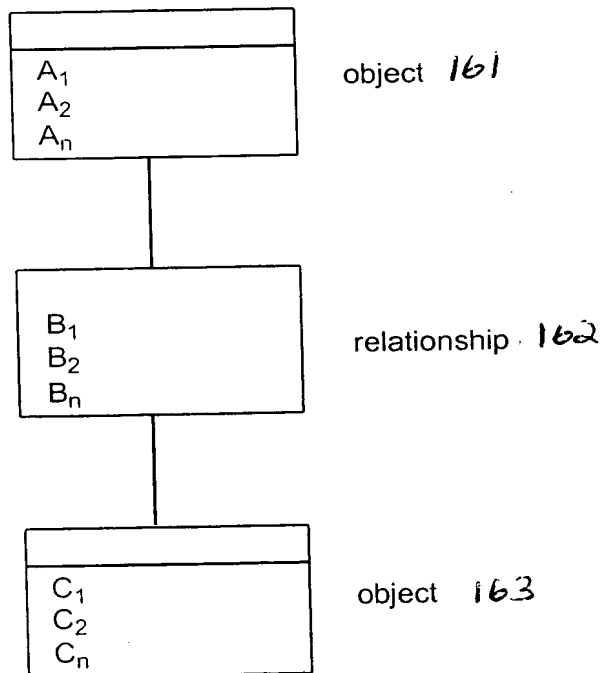 A₁
A₂
Aₙ
object 161
B₁
B₂
Bₙ
relationship 162
C₁
C₂
Cₙ
object 163